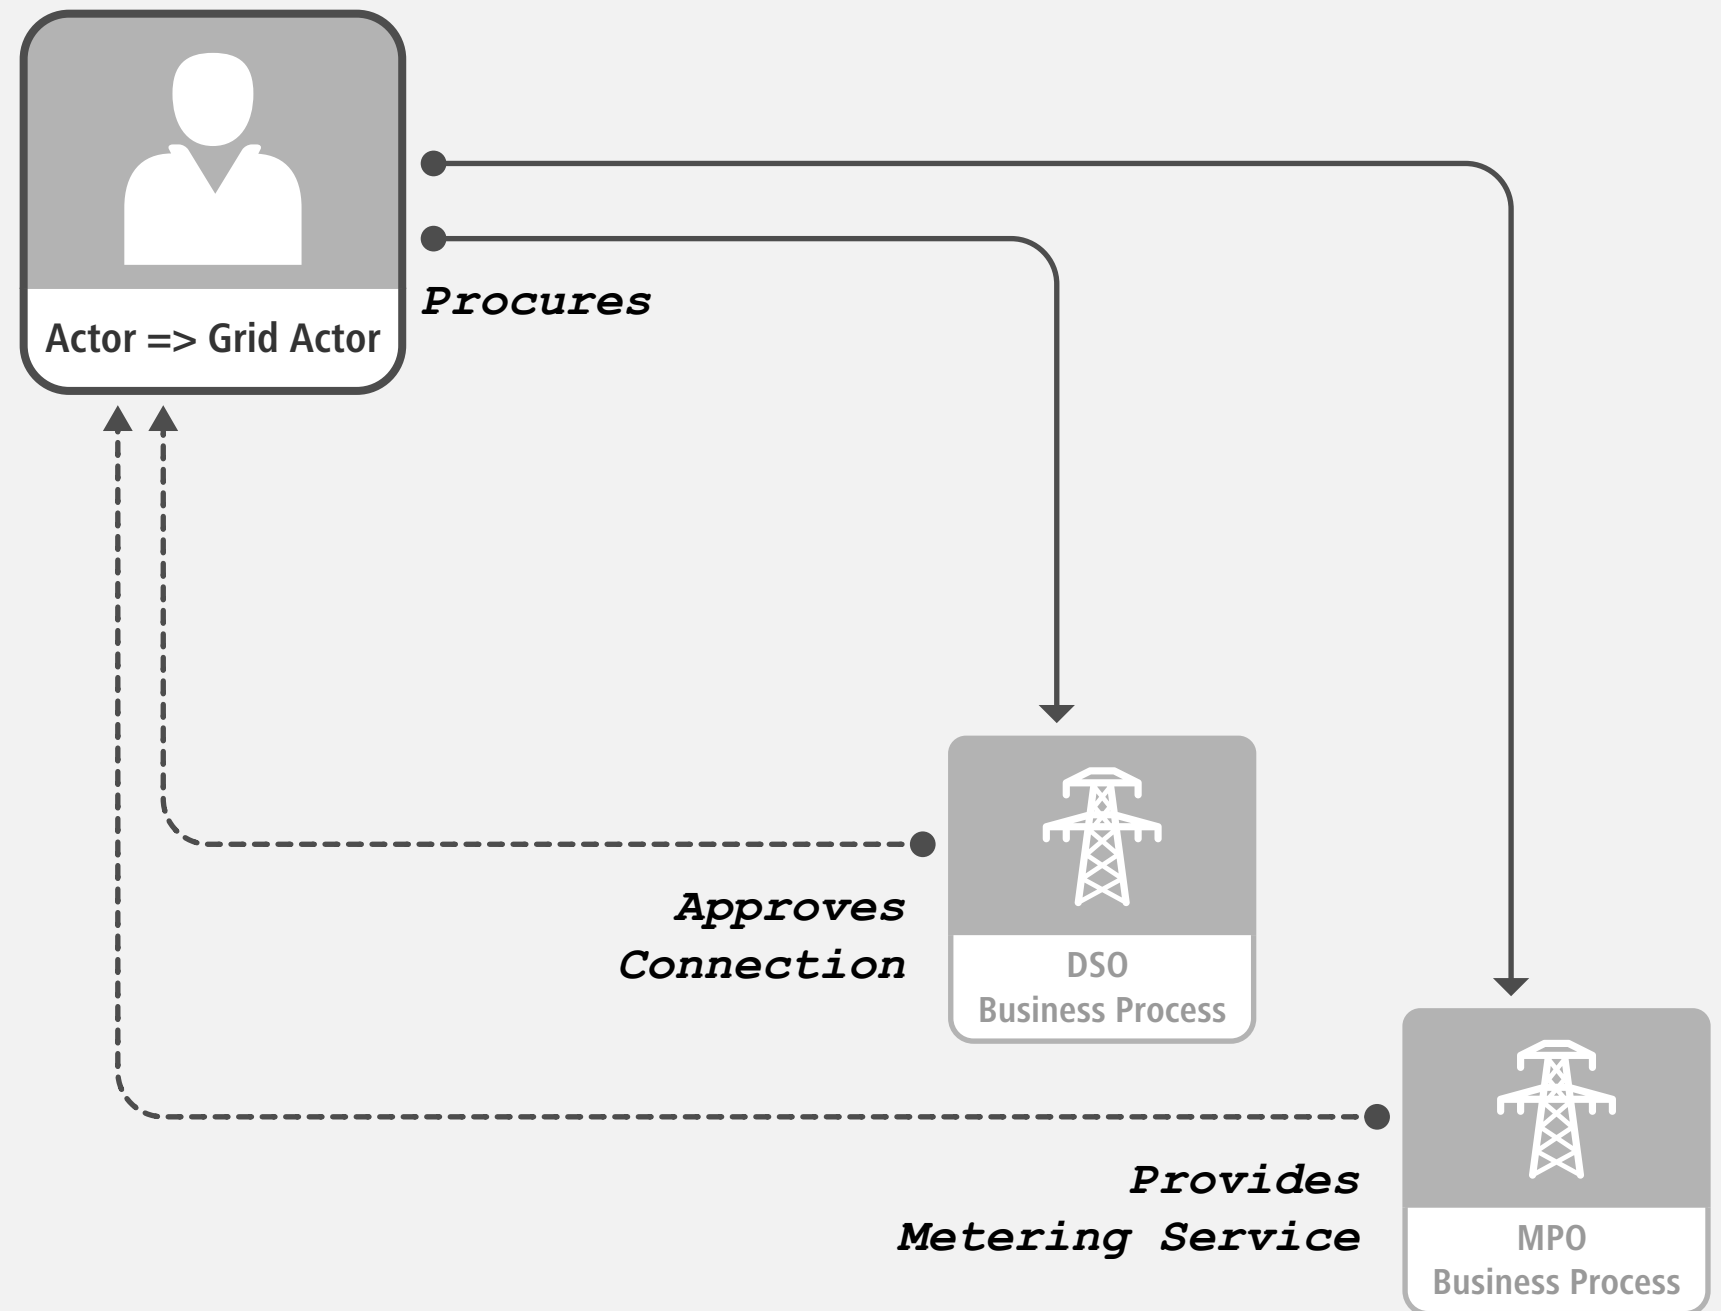 Procures
Actor => Grid Actor
Approves
Connection
DSO
Business Process
Provides
Metering Service
MPO
Business Process